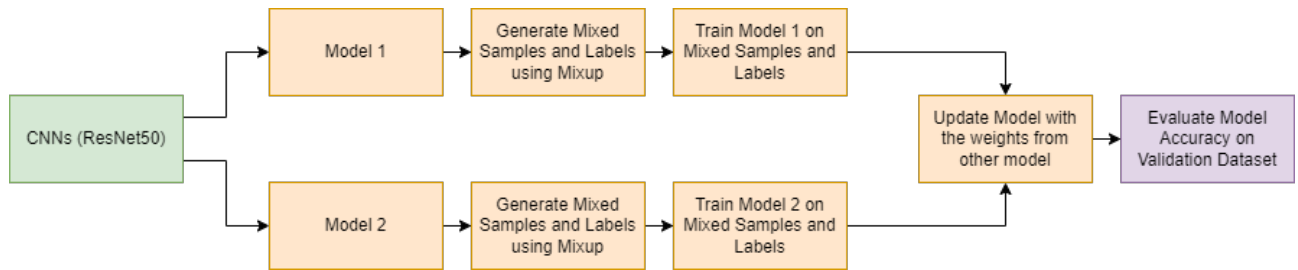 CNNs (ResNet50)
Model 1
Generate Mixed
Samples and Labels
using Mixup
Train Model 1 on
Mixed Samples and
Labels
Model 2
Generate Mixed
Samples and Labels
using Mixup
Train Model 2 on
Mixed Samples and
Labels
Update Model with
the weights from
other model
Evaluate Model
Accuracy on
Validation Dataset